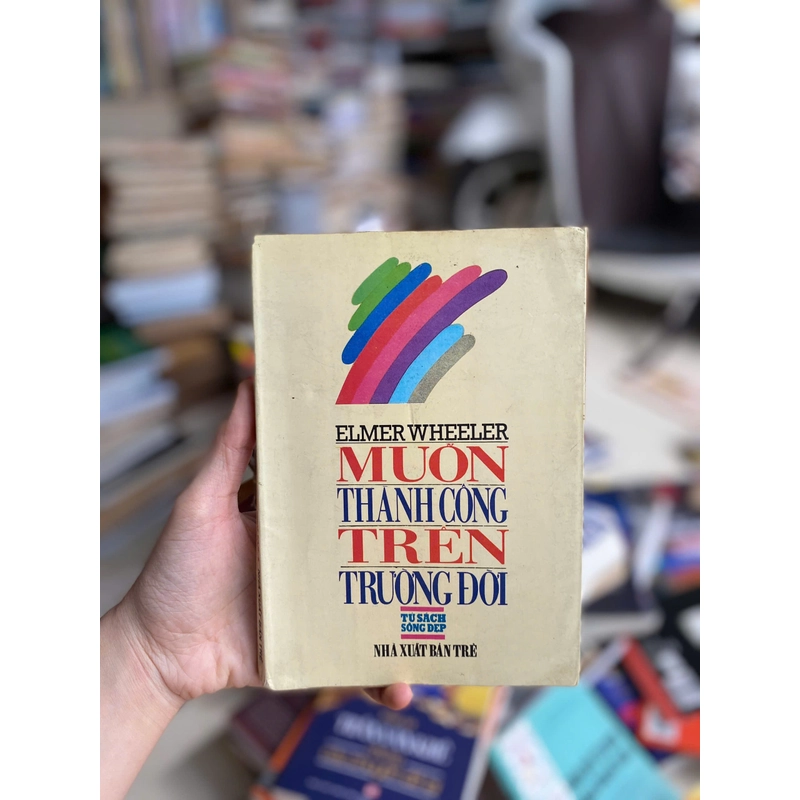 ELMER WHEELER
MUỐN
THÀNH CÔNG
TRÊN
TRƯỜNG ĐỜI
TỦ SÁCH
SỐNG ĐẸP
NHÀ XUẤT BẢN TRẺ